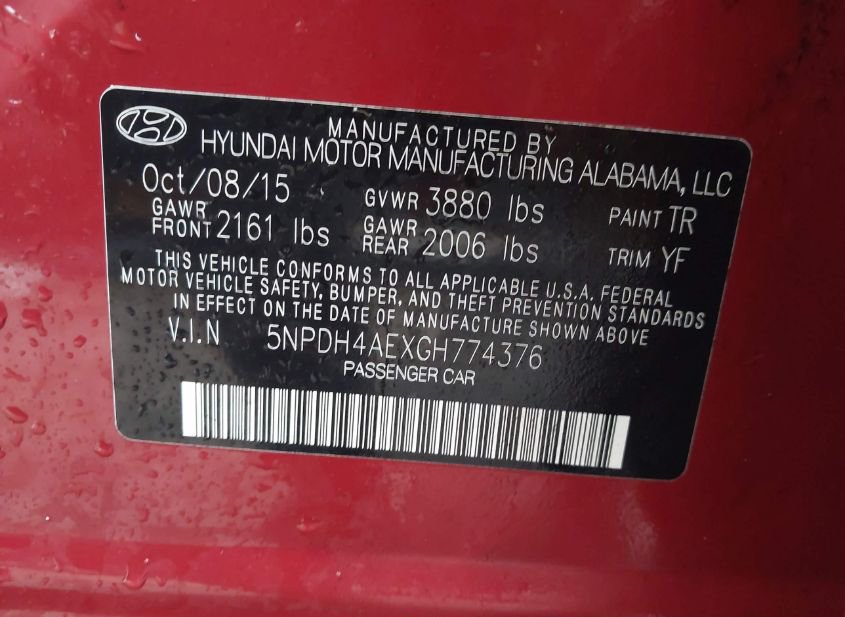 MANUFACTURED BY
HYUNDAI MOTOR MANUFACTURING ALABAMA, LLC
Oct/08/15 GVWR 3880 lbs PAINT TR
GAWR FRONT 2161 lbs GAWR REAR 2006 lbs TRIM YF
THIS VEHICLE CONFORMS TO ALL APPLICABLE U.S.A. FEDERAL
MOTOR VEHICLE SAFETY, BUMPER, AND THEFT PREVENTION STANDARDS
IN EFFECT ON THE DATE OF MANUFACTURE SHOWN ABOVE
V.I.N 5NPDH4AEXGH774376
PASSENGER CAR